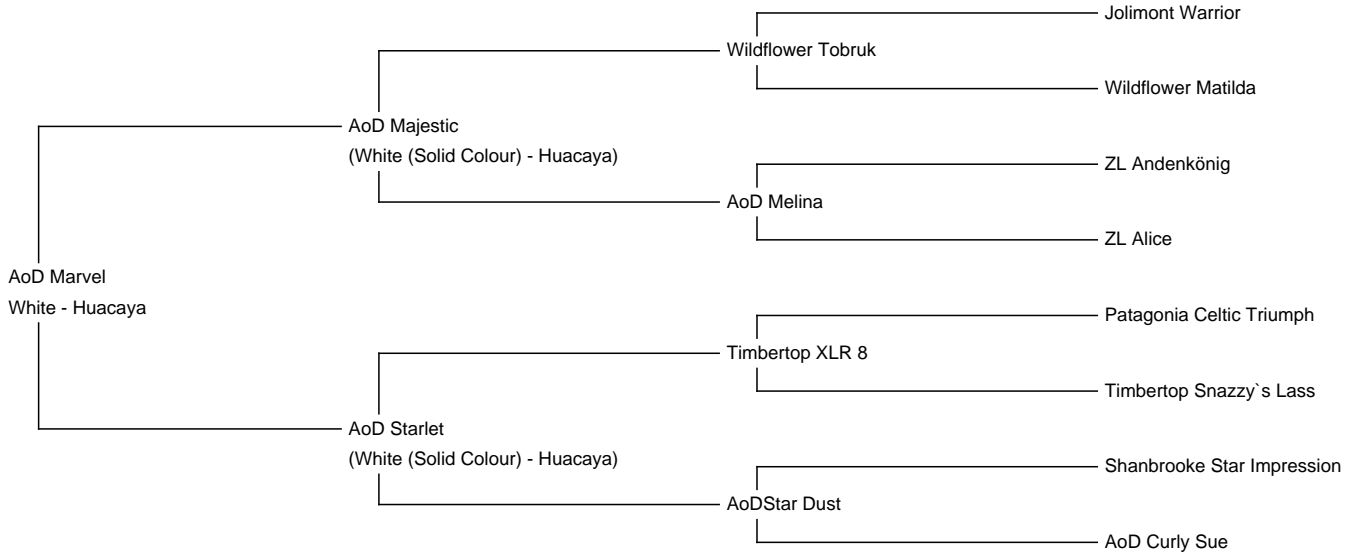 Jolimont Warrior
Wildflower Tobruk
Wildflower Matilda
AoD Majestic
(White (Solid Colour) - Huacaya)
ZL Andenkönig
AoD Melina
ZL Alice
AoD Marvel
White - Huacaya
Patagonia Celtic Triumph
Timbertop XLR 8
Timbertop Snazzy`s Lass
AoD Starlet
(White (Solid Colour) - Huacaya)
Shanbrooke Star Impression
AoDStar Dust
AoD Curly Sue